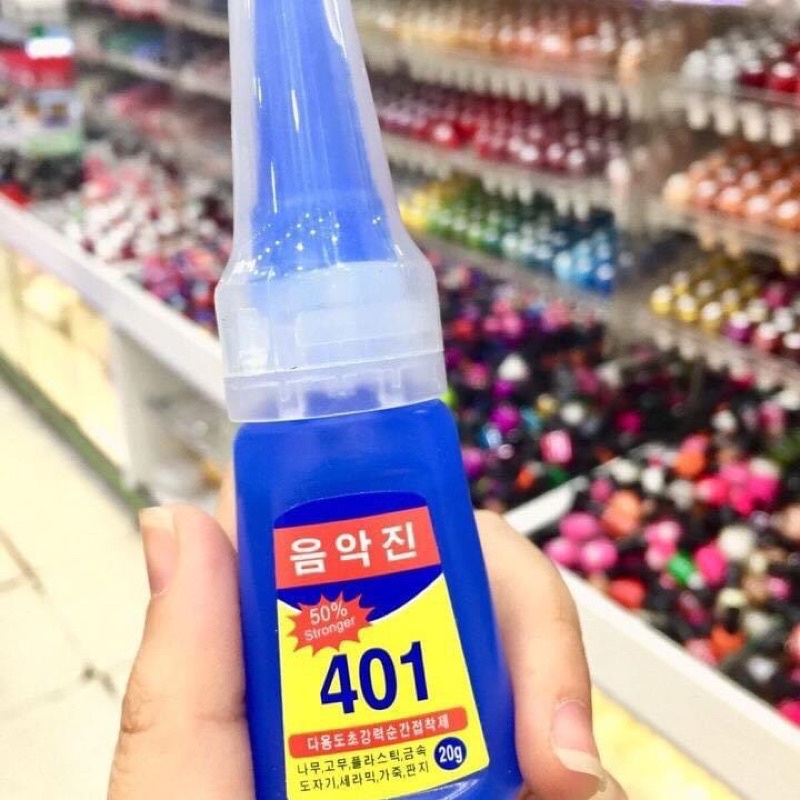 음악진
50%
Stronger
401
다용도초강력순간접착제
나무,고무,플라스틱,금속
도자기,세라믹,가죽,판지
20g